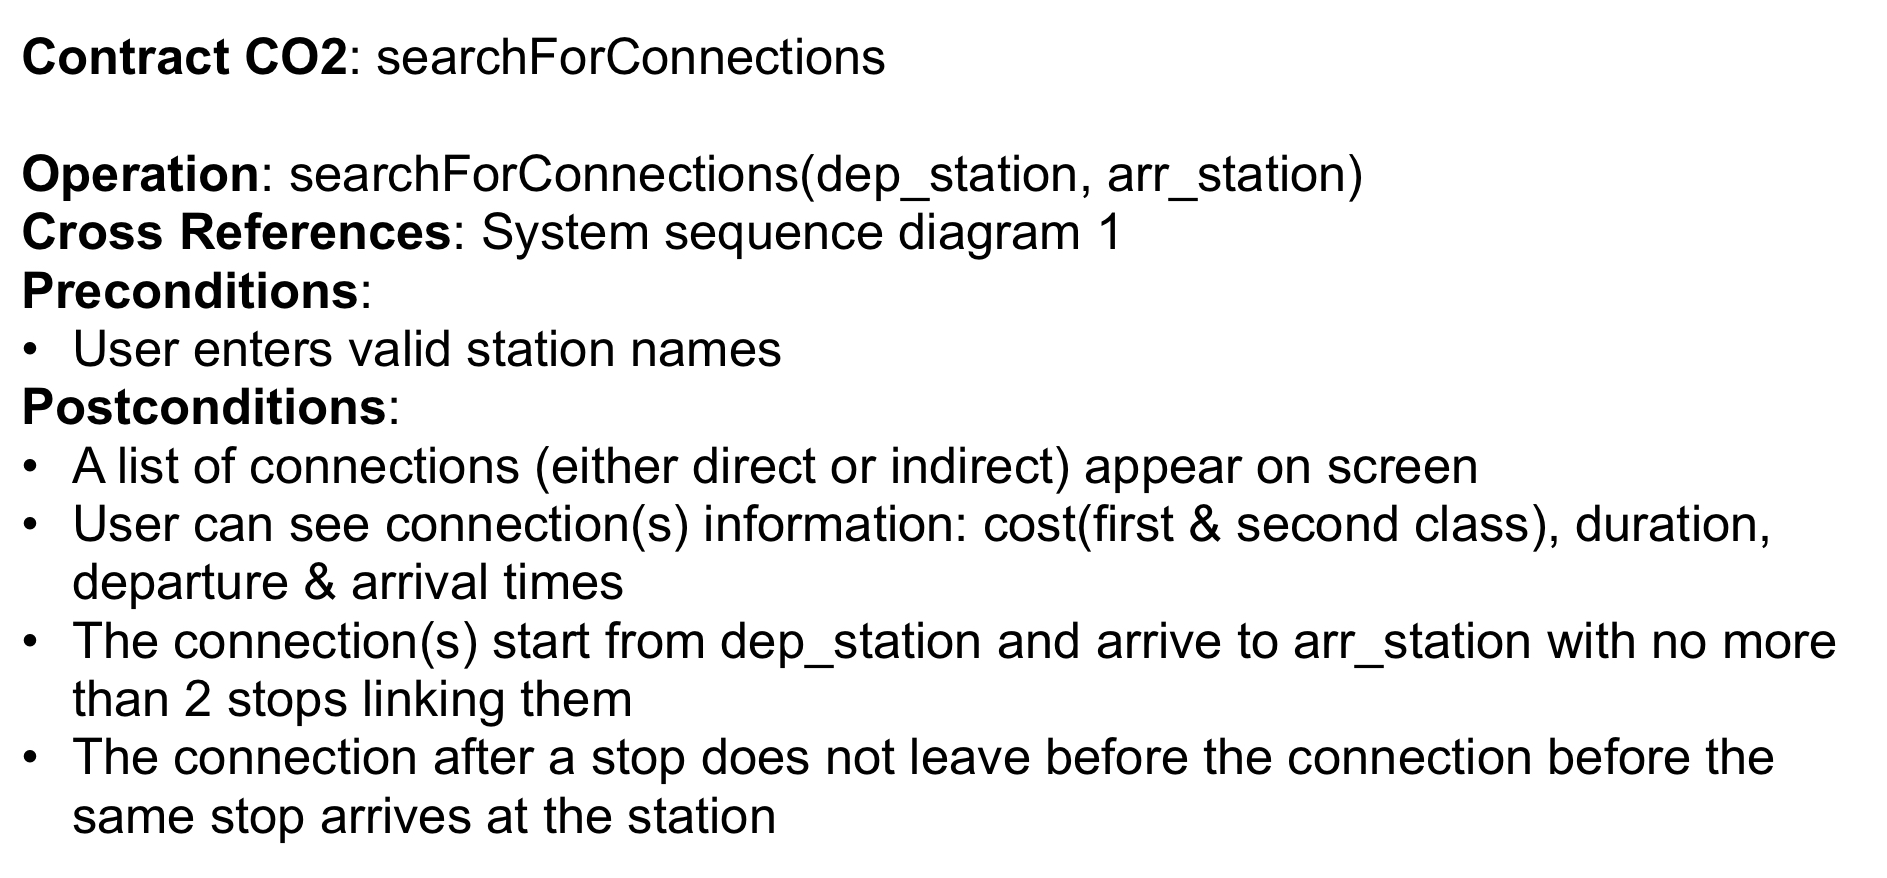 Contract CO2: searchForConnections
Operation: searchForConnections(dep_station, arr_station)
Cross References: System sequence diagram 1
Preconditions:
• User enters valid station names
Postconditions:
• A list of connections (either direct or indirect) appear on screen
• User can see connection(s) information: cost(first & second class), duration,
departure & arrival times
• The connection(s) start from dep_station and arrive to arr_station with no more
than 2 stops linking them
• The connection after a stop does not leave before the connection before the
same stop arrives at the station